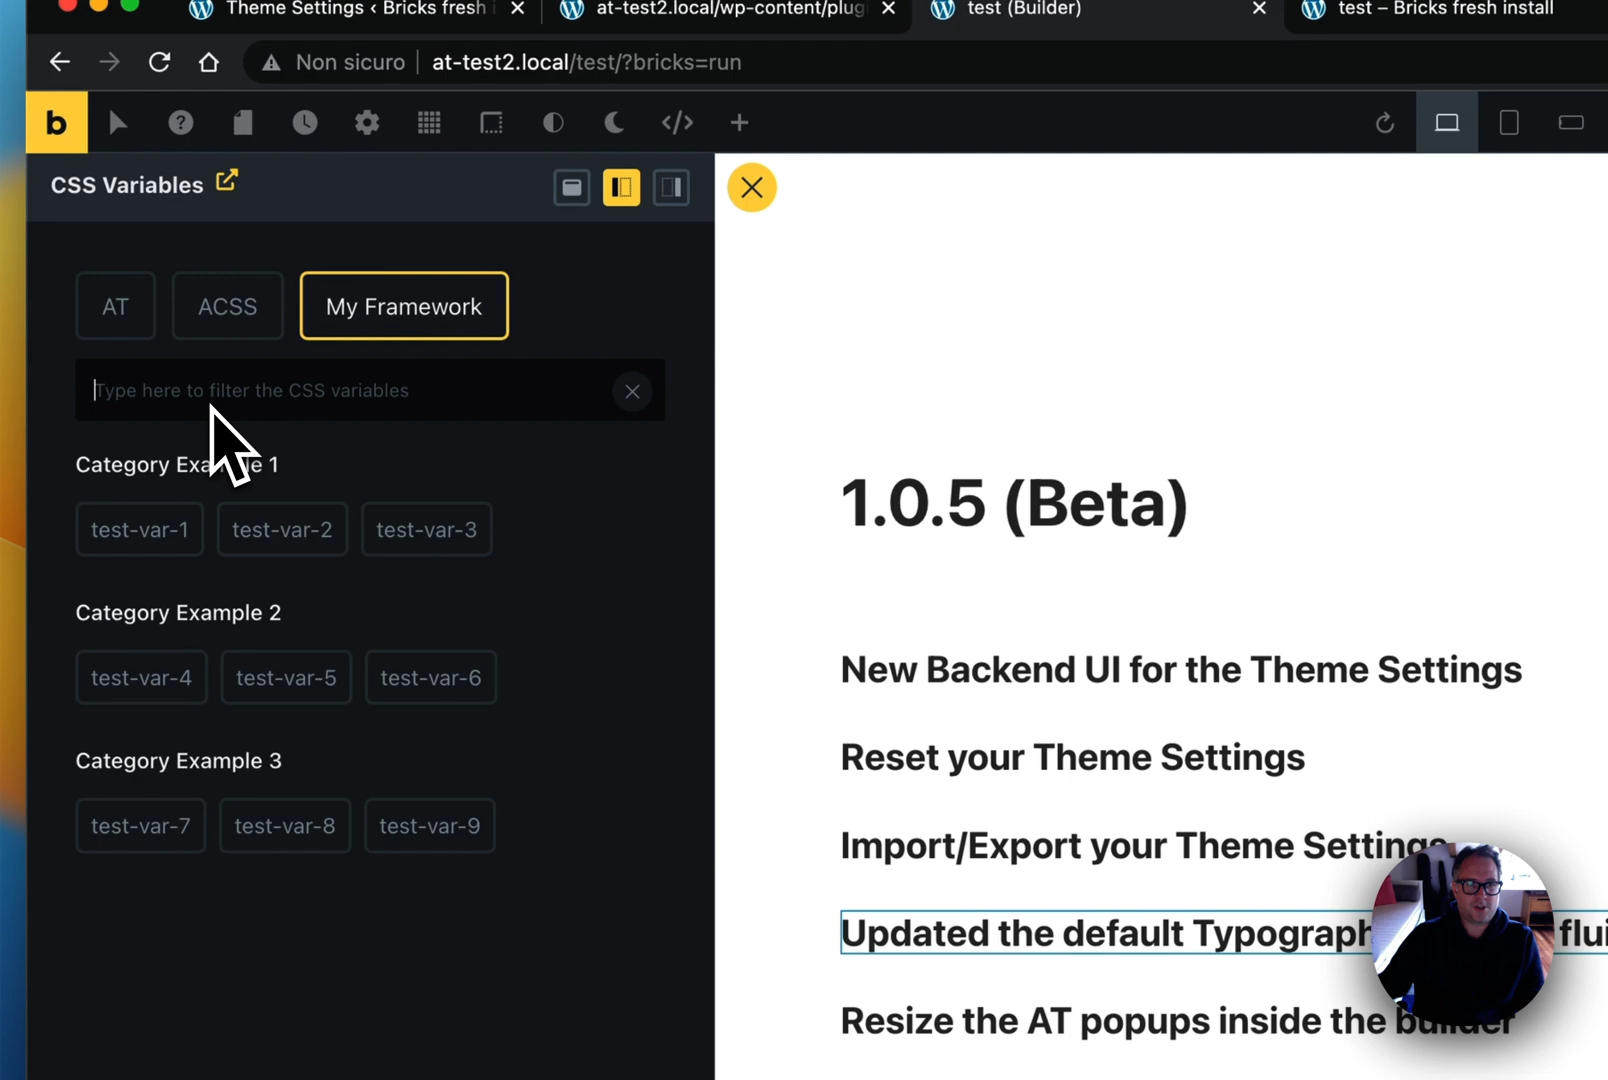 Theme Settings ‹ Bricks fresh
at-test2.local/wp-content/plug
test (Builder)
test – Bricks fresh install
Non sicuro
at-test2.local/test/?bricks=run
b
CSS Variables
AT
ACSS
My Framework
Type here to filter the CSS variables
Category Example 1
test-var-1
test-var-2
test-var-3
Category Example 2
test-var-4
test-var-5
test-var-6
Category Example 3
test-var-7
test-var-8
test-var-9
1.0.5 (Beta)
New Backend UI for the Theme Settings
Reset your Theme Settings
Import/Export your Theme Settings
Updated the default Typograph
Resize the AT popups inside the builder